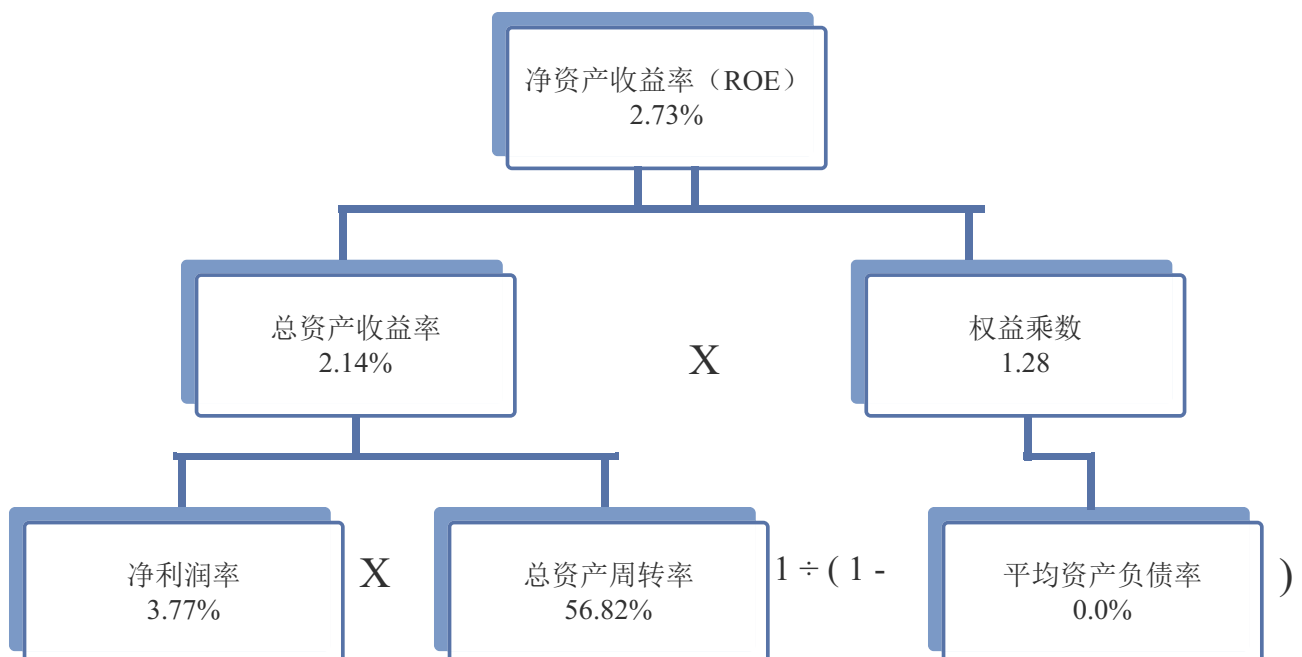 净资产收益率（ROE）
2.73%
总资产收益率
2.14%
X
权益乘数
1.28
净利润率
3.77%
X
总资产周转率
56.82%
1 ÷ ( 1 -
平均资产负债率
0.0%
)